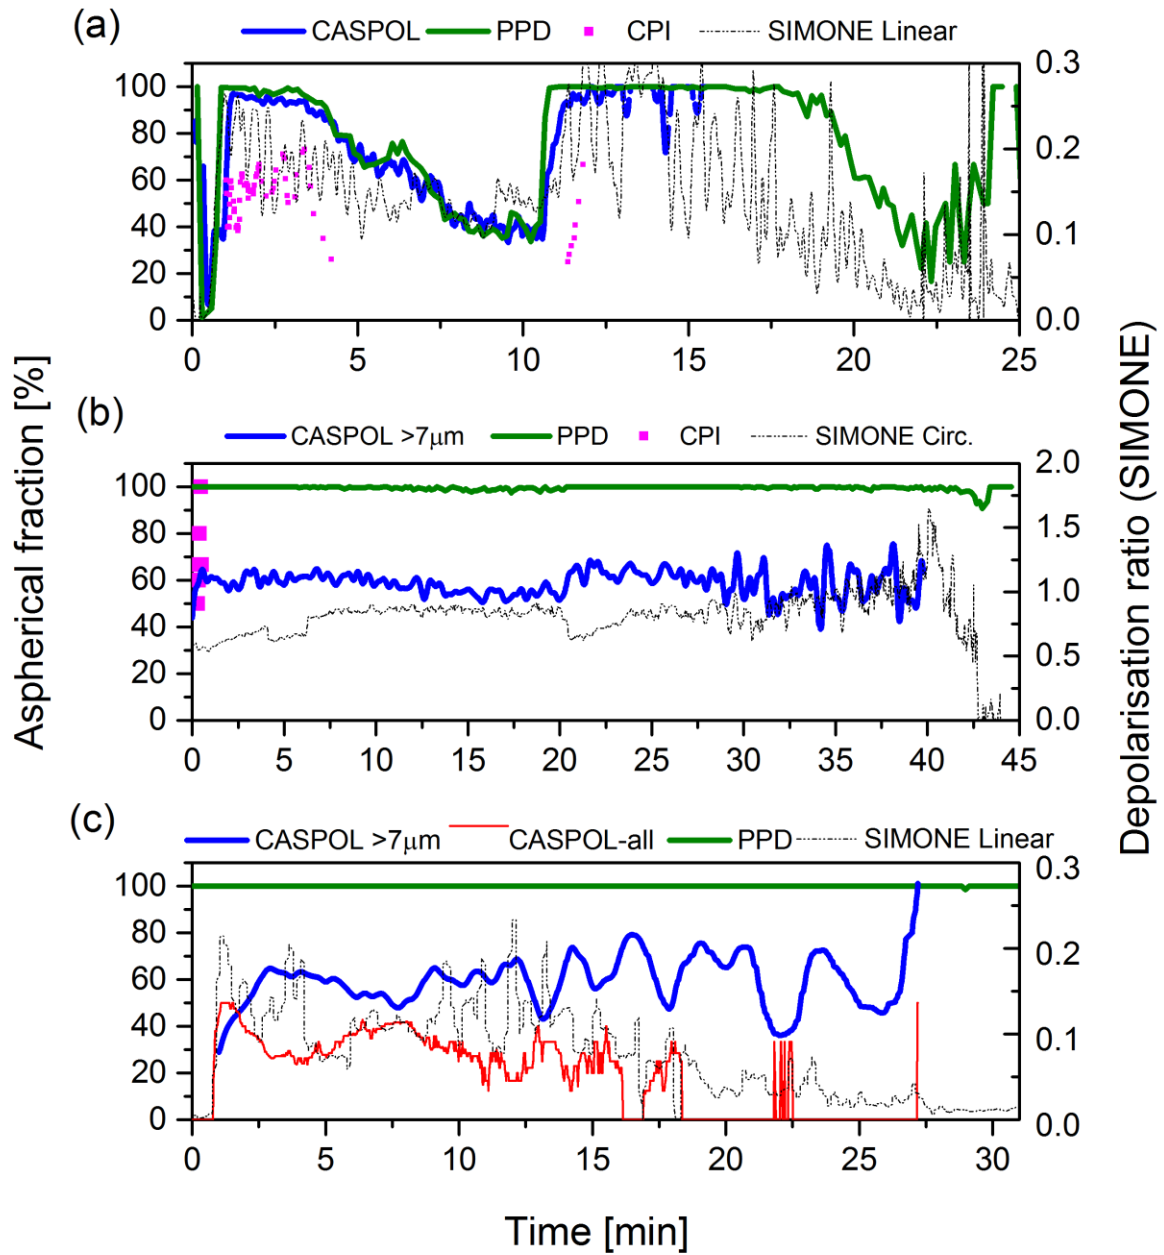 (a)
CASPOL PPD CPI SIMONE Linear
100
80
60
40
20
0
0.3
0.2
0.1
0.0
0 5 10 15 20 25
(b)
CASPOL >7μm PPD CPI SIMONE Circ.
100
80
60
40
20
0
2.0
1.5
1.0
0.5
0.0
0 5 10 15 20 25 30 35 40 45
(c)
CASPOL >7μm CASPOL-all PPD SIMONE Linear
100
80
60
40
20
0
0.3
0.2
0.1
0.0
0 5 10 15 20 25 30
Aspherical fraction [%]
Depolarisation ratio (SIMONE)
Time [min]